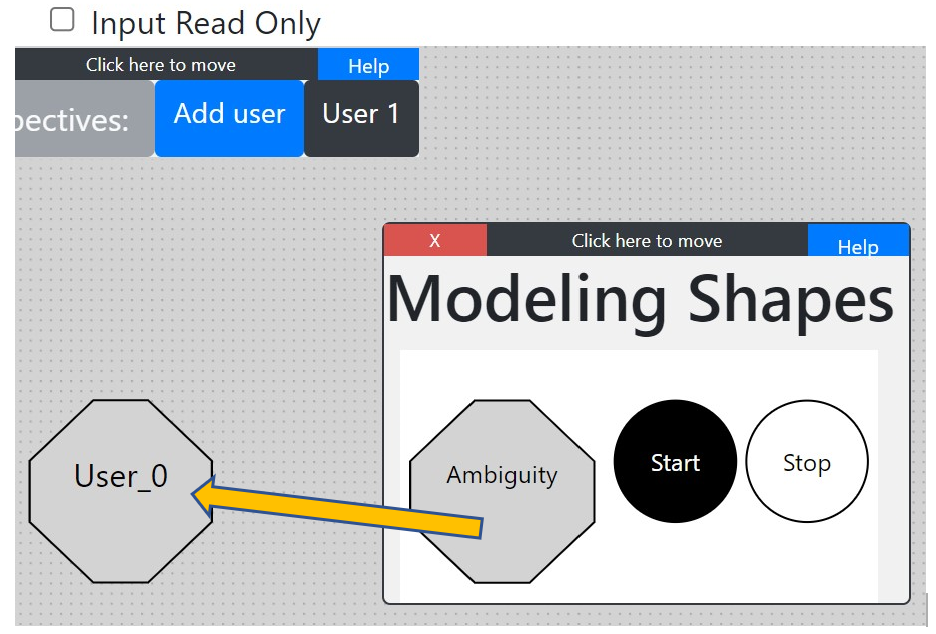 Input Read Only
Click here to move Help
pectives: Add user User 1
X Click here to move Help
Modeling Shapes
User_0 Ambiguity Start Stop